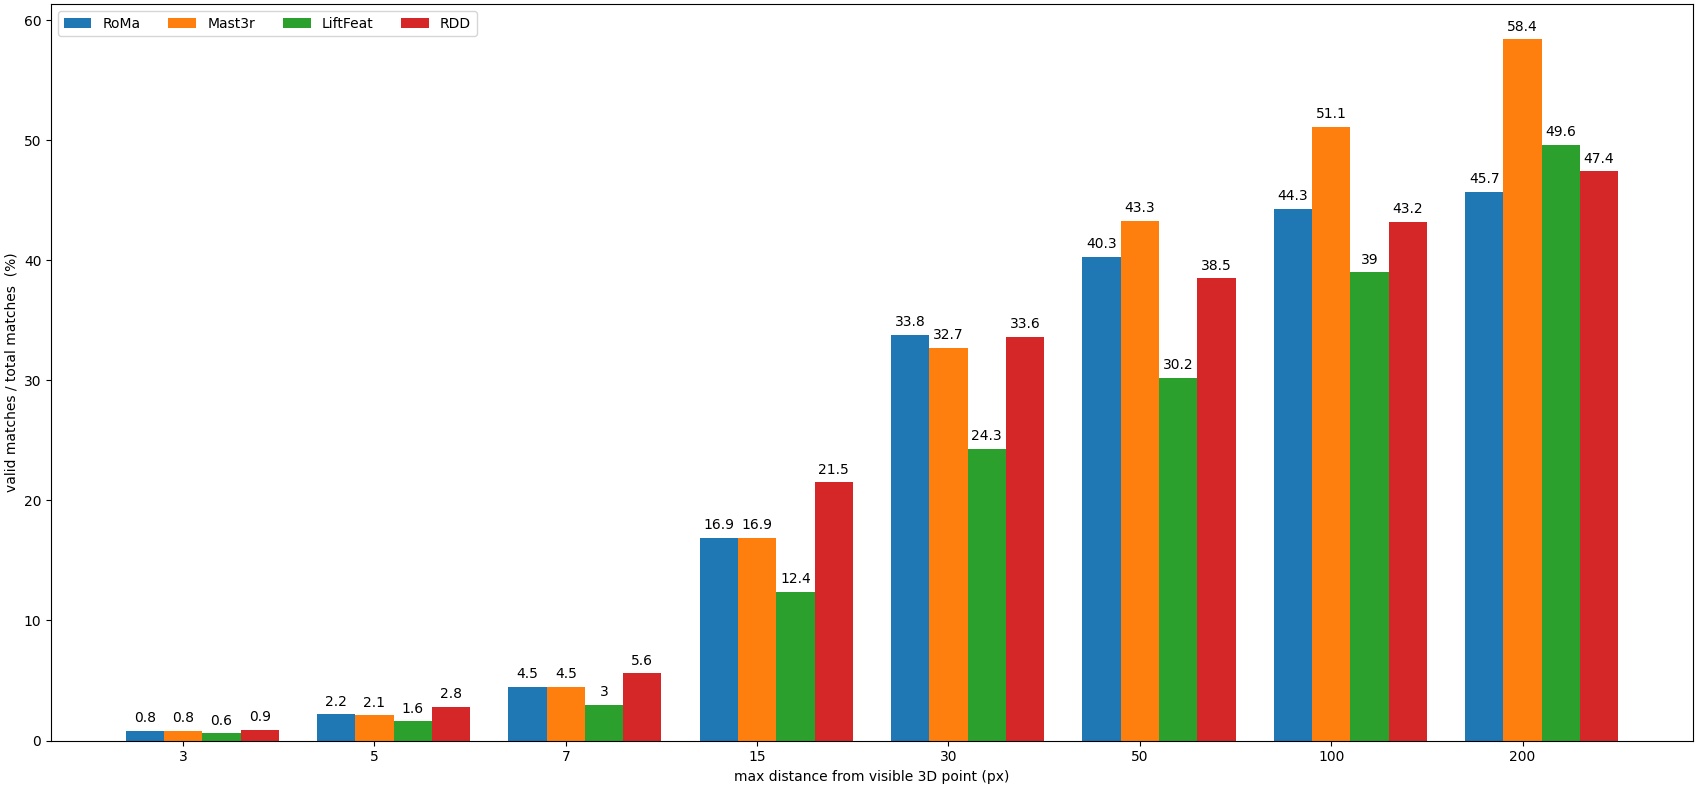 RoMa Mast3r LiftFeat RDD
valid matches / total matches (%)
60
50
40
30
20
10
0
0.8 0.8 0.6 0.9
2.2 2.1 1.6 2.8
4.5 4.5 3 5.6
16.9 16.9 12.4 21.5
33.8 32.7 24.3 33.6
40.3 43.3 30.2 38.5
44.3 51.1 39 43.2
45.7 58.4 49.6 47.4
3 5 7 15 30 50 100 200
max distance from visible 3D point (px)